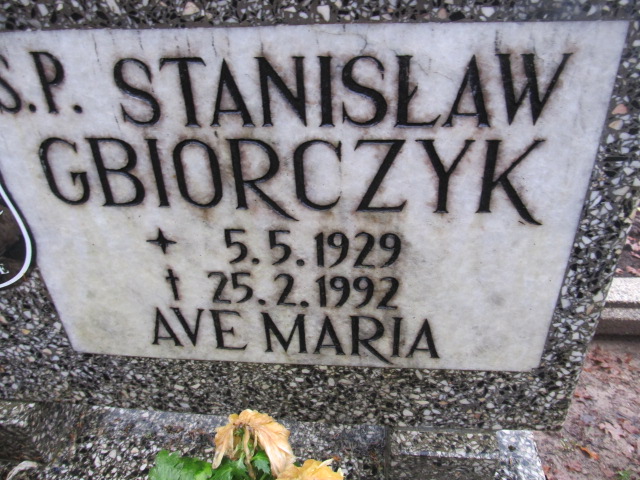 S.P. STANISŁAW
GBIORCZYK
5.5.1929
† 25.2.1992
AVE MARIA